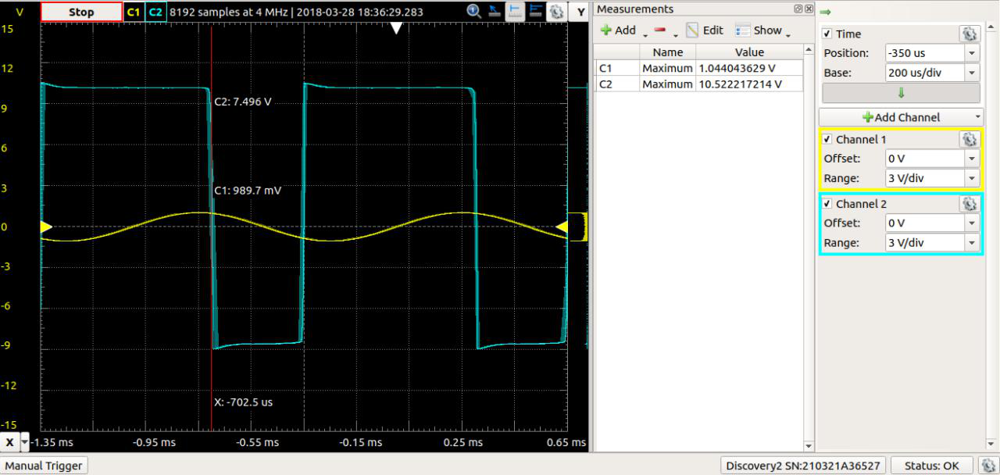 V
Stop
C1
C2
8192 samples at 4 MHz | 2018-03-28 18:36:29.283
Y
15
12
9
6
3
0
-3
-6
-9
-12
-15
C2: 7.496 V
C1: 989.7 mV
X: -702.5 us
X
-1.35 ms
-0.95 ms
-0.55 ms
-0.15 ms
0.25 ms
0.65 ms
Measurements
Add
Edit
Show
Name Value
C1 Maximum 1.044043629 V
C2 Maximum 10.522217214 V
Time
Position: -350 us
Base: 200 us/div
Add Channel
Channel 1
Offset: 0 V
Range: 3 V/div
Channel 2
Offset: 0 V
Range: 3 V/div
Manual Trigger
Discovery2 SN:210321A36527
Status: OK